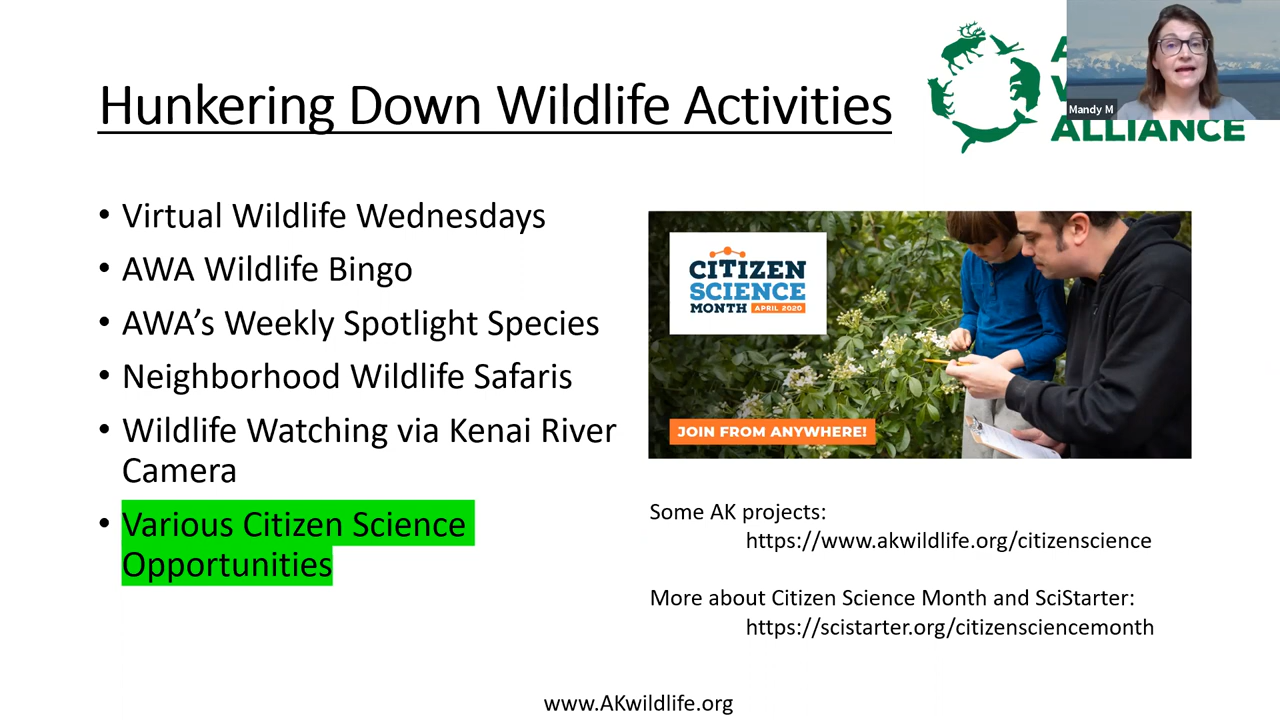 Hunkering Down Wildlife Activities
ALLIANCE
Mandy M
• Virtual Wildlife Wednesdays
• AWA Wildlife Bingo
• AWA’s Weekly Spotlight Species
• Neighborhood Wildlife Safaris
• Wildlife Watching via Kenai River
Camera
• Various Citizen Science
Opportunities
CITIZEN
SCIENCE
MONTH APRIL 2020
JOIN FROM ANYWHERE!
Some AK projects:
https://www.akwildlife.org/citizenscience
More about Citizen Science Month and SciStarter:
https://scistarter.org/citizensciencemonth
www.AKwildlife.org